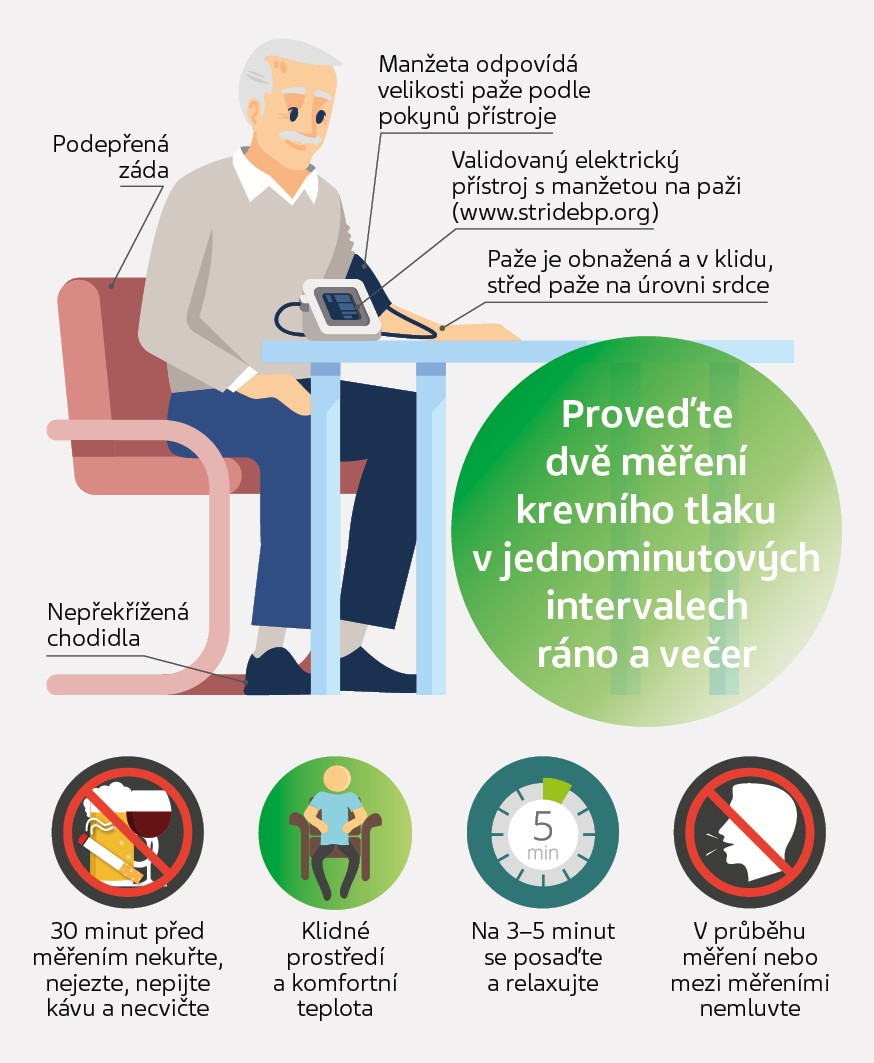 Manžeta odpovídá
velikosti paže podle
pokynů přístroje
Podepřená
záda
Validovaný elektrický
přístroj s manžetou na paži
(www.stridebp.org)
Paže je obnažená a v klidu,
střed paže na úrovni srdce
Proveďte
dvě měření
krevního tlaku
v jednominutových
intervalech
ráno a večer
Nepřekřížená
chodidla
5
min
30 minut před
měřením nekuřte,
nejezte, nepijte
kávu a necvičte
Klidné
prostředí
a komfortní
teplota
Na 3–5 minut
se posaďte
a relaxujte
V průběhu
měření nebo
mezi měřeními
nemluvte